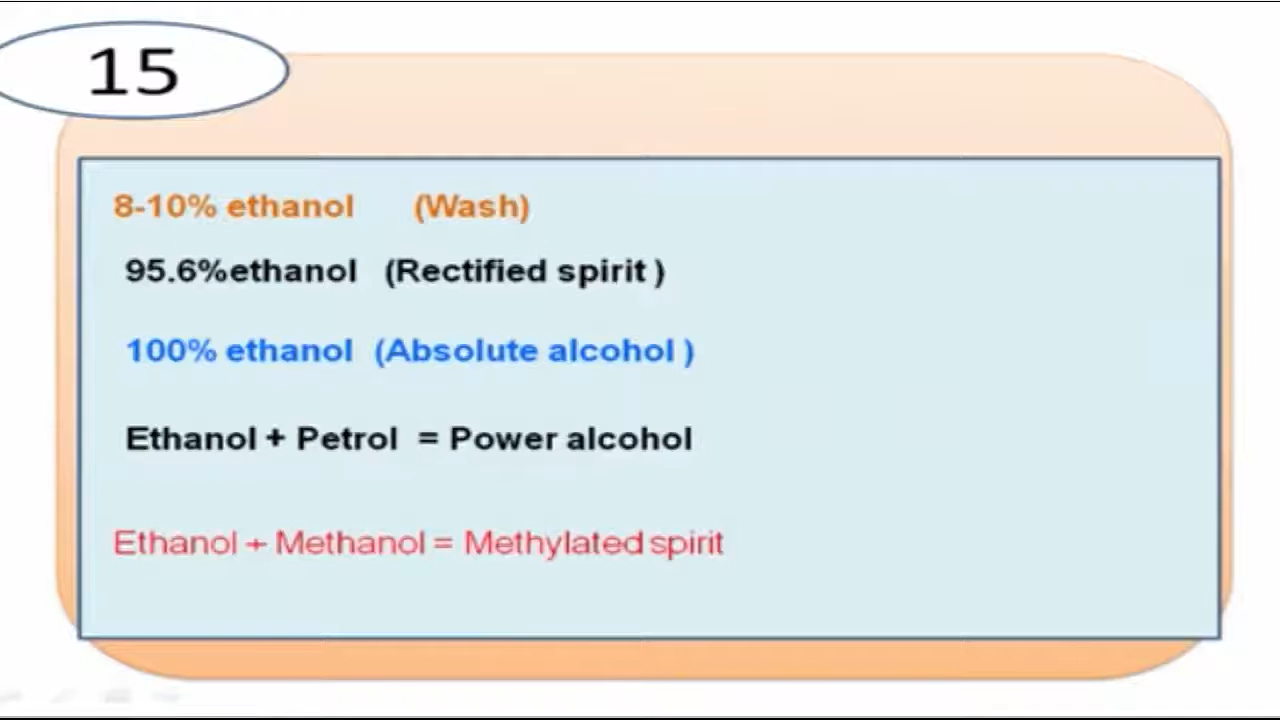 15
8-10% ethanol (Wash)
95.6%ethanol (Rectified spirit )
100% ethanol (Absolute alcohol )
Ethanol + Petrol = Power alcohol
Ethanol + Methanol = Methylated spirit